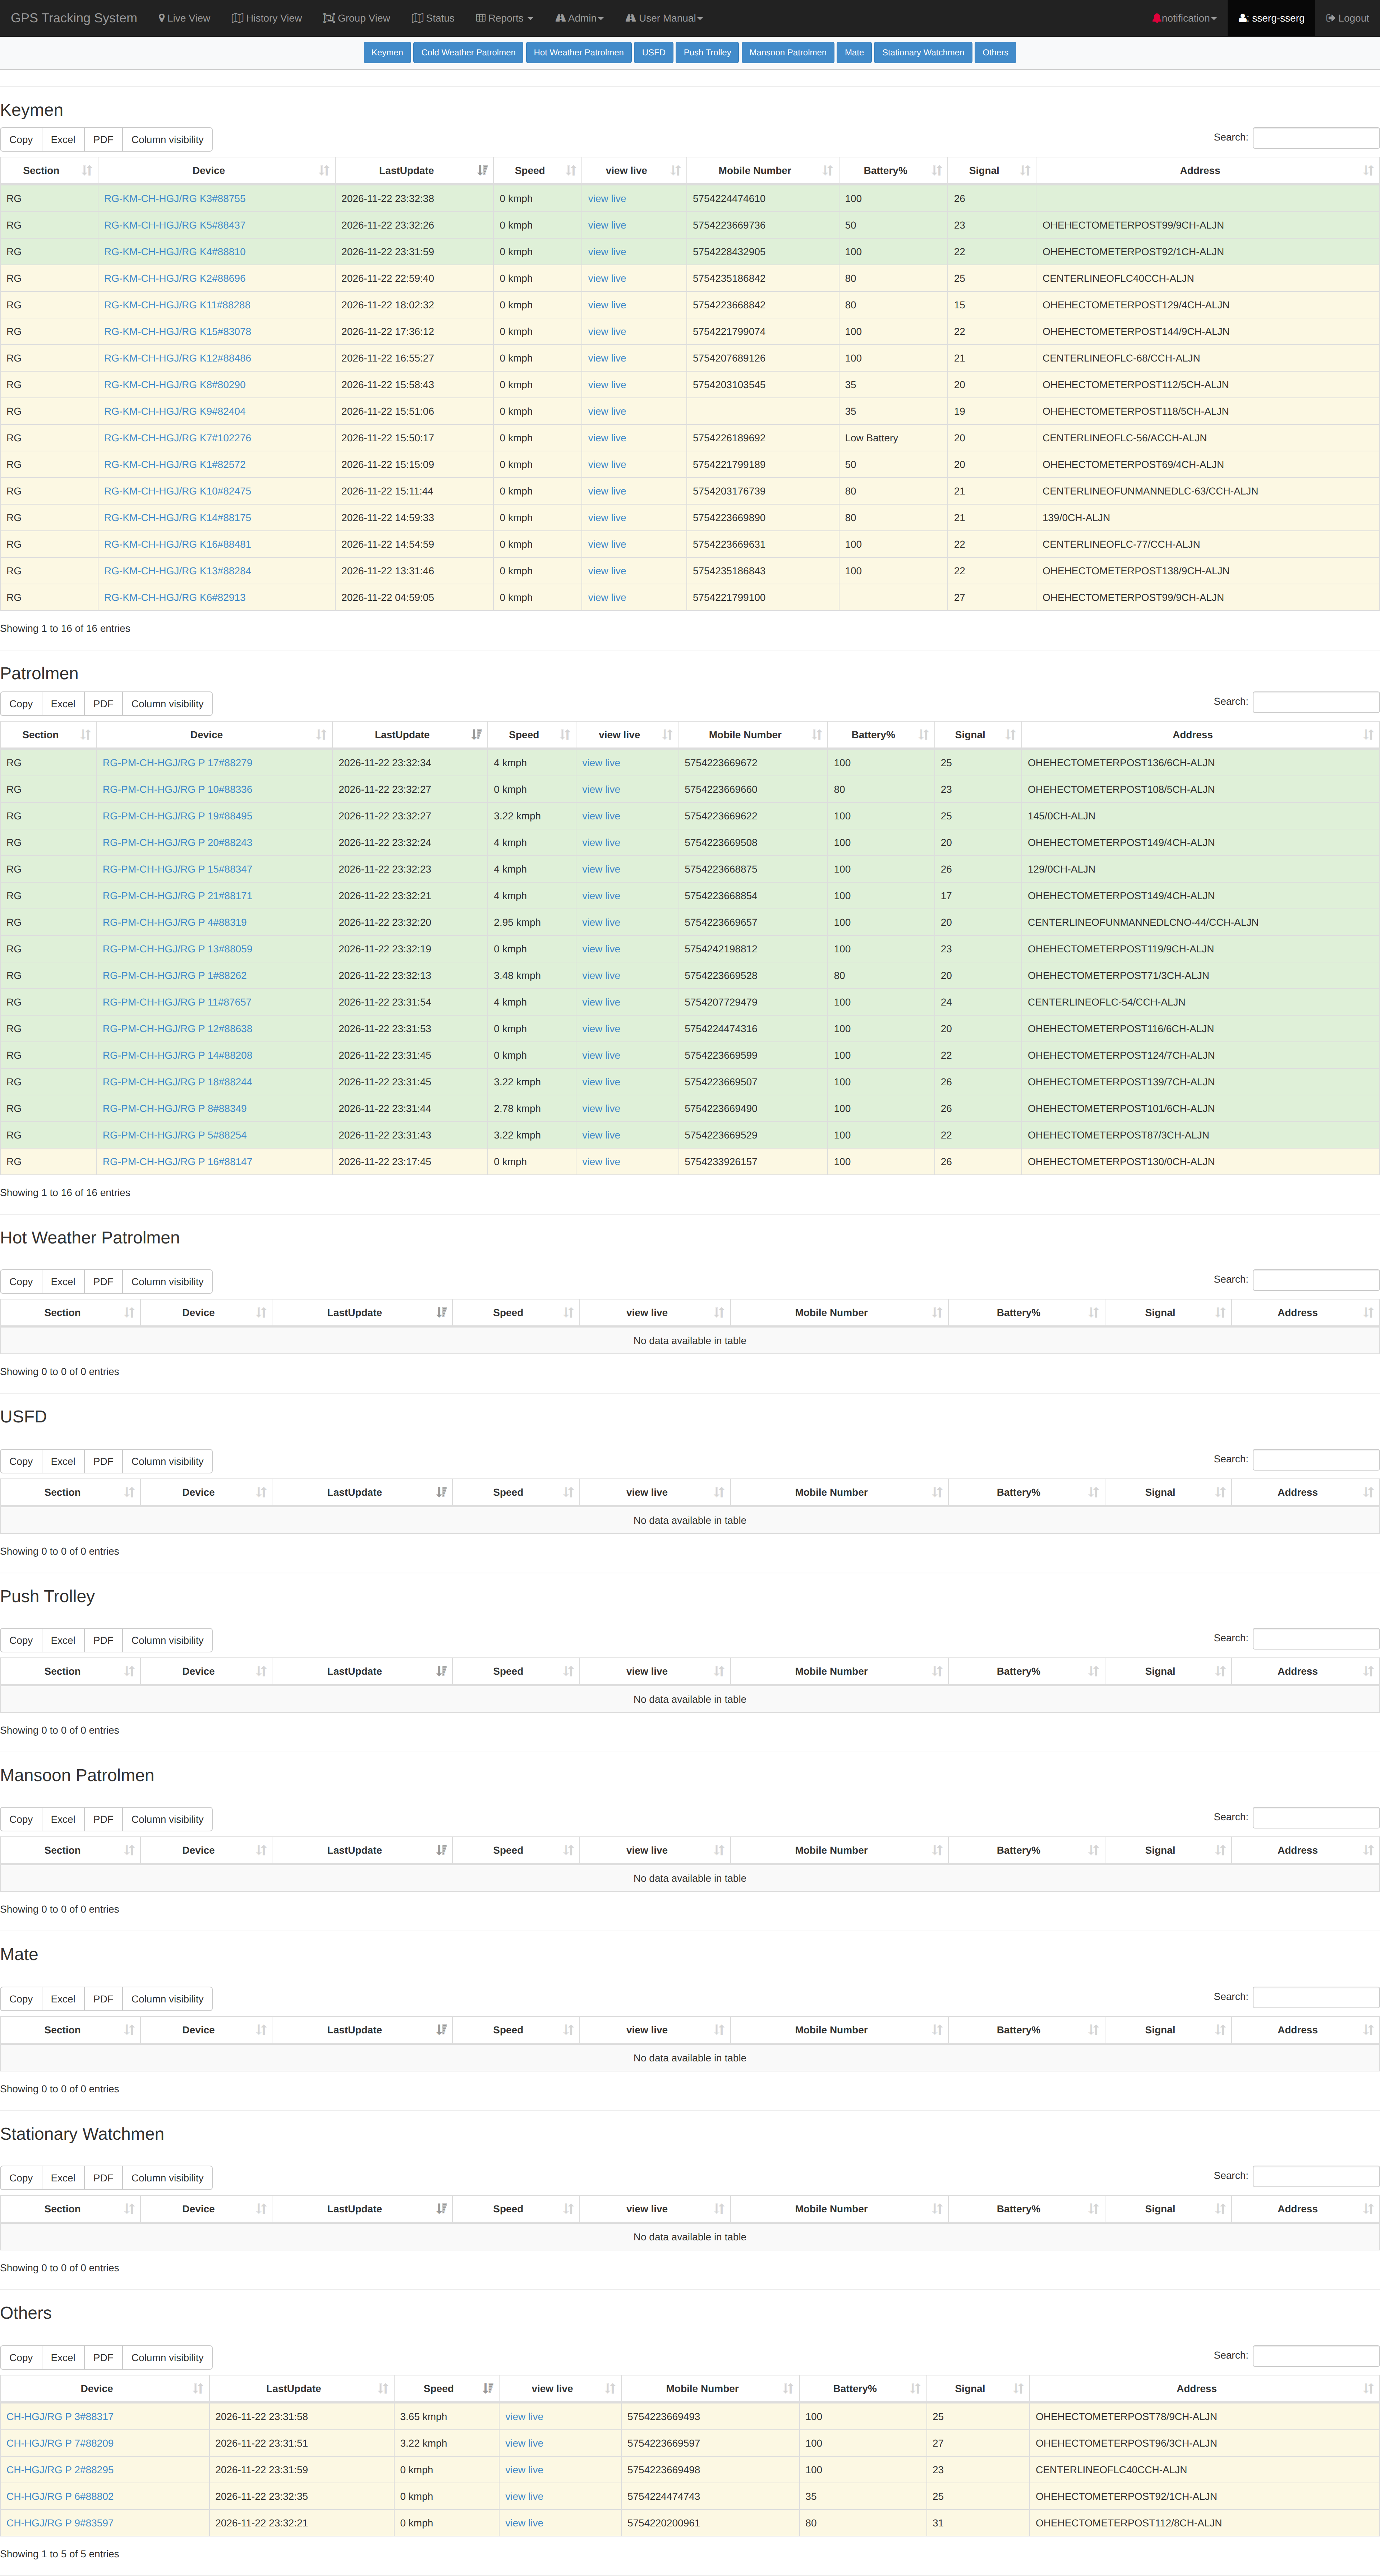 GPS Tracking System Live View History View Group View Status Reports Admin User Manual notification : sserg-sserg Logout
Keymen Cold Weather Patrolmen Hot Weather Patrolmen USFD Push Trolley Mansoon Patrolmen Mate Stationary Watchmen Others
Keymen
Copy Excel PDF Column visibility Search:
Section Device LastUpdate Speed view live Mobile Number Battery% Signal Address
RG RG-KM-CH-HGJ/RG K3#88755 2026-11-22 23:32:38 0 kmph view live 5754224474610 100 26
RG RG-KM-CH-HGJ/RG K5#88437 2026-11-22 23:32:26 0 kmph view live 5754223669736 50 23 OHEHECTOMETERPOST99/9CH-ALJN
RG RG-KM-CH-HGJ/RG K4#88810 2026-11-22 23:31:59 0 kmph view live 5754228432905 100 22 OHEHECTOMETERPOST92/1CH-ALJN
RG RG-KM-CH-HGJ/RG K2#88696 2026-11-22 22:59:40 0 kmph view live 5754235186842 80 25 CENTERLINEOFLC40CCH-ALJN
RG RG-KM-CH-HGJ/RG K11#88288 2026-11-22 18:02:32 0 kmph view live 5754223668842 80 15 OHEHECTOMETERPOST129/4CH-ALJN
RG RG-KM-CH-HGJ/RG K15#83078 2026-11-22 17:36:12 0 kmph view live 5754221799074 100 22 OHEHECTOMETERPOST144/9CH-ALJN
RG RG-KM-CH-HGJ/RG K12#88486 2026-11-22 16:55:27 0 kmph view live 5754207689126 100 21 CENTERLINEOFLC-68/CCH-ALJN
RG RG-KM-CH-HGJ/RG K8#80290 2026-11-22 15:58:43 0 kmph view live 5754203103545 35 20 OHEHECTOMETERPOST112/5CH-ALJN
RG RG-KM-CH-HGJ/RG K9#82404 2026-11-22 15:51:06 0 kmph view live 35 19 OHEHECTOMETERPOST118/5CH-ALJN
RG RG-KM-CH-HGJ/RG K7#102276 2026-11-22 15:50:17 0 kmph view live 5754226189692 Low Battery 20 CENTERLINEOFLC-56/ACCH-ALJN
RG RG-KM-CH-HGJ/RG K1#82572 2026-11-22 15:15:09 0 kmph view live 5754221799189 50 20 OHEHECTOMETERPOST69/4CH-ALJN
RG RG-KM-CH-HGJ/RG K10#82475 2026-11-22 15:11:44 0 kmph view live 5754203176739 80 21 CENTERLINEOFUNMANNEDLC-63/CCH-ALJN
RG RG-KM-CH-HGJ/RG K14#88175 2026-11-22 14:59:33 0 kmph view live 5754223669890 80 21 139/0CH-ALJN
RG RG-KM-CH-HGJ/RG K16#88481 2026-11-22 14:54:59 0 kmph view live 5754223669631 100 22 CENTERLINEOFLC-77/CCH-ALJN
RG RG-KM-CH-HGJ/RG K13#88284 2026-11-22 13:31:46 0 kmph view live 5754235186843 100 22 OHEHECTOMETERPOST138/9CH-ALJN
RG RG-KM-CH-HGJ/RG K6#82913 2026-11-22 04:59:05 0 kmph view live 5754221799100 27 OHEHECTOMETERPOST99/9CH-ALJN
Showing 1 to 16 of 16 entries
Patrolmen
Copy Excel PDF Column visibility Search:
Section Device LastUpdate Speed view live Mobile Number Battery% Signal Address
RG RG-PM-CH-HGJ/RG P 17#88279 2026-11-22 23:32:34 4 kmph view live 5754223669672 100 25 OHEHECTOMETERPOST136/6CH-ALJN
RG RG-PM-CH-HGJ/RG P 10#88336 2026-11-22 23:32:27 0 kmph view live 5754223669660 80 23 OHEHECTOMETERPOST108/5CH-ALJN
RG RG-PM-CH-HGJ/RG P 19#88495 2026-11-22 23:32:27 3.22 kmph view live 5754223669622 100 25 145/0CH-ALJN
RG RG-PM-CH-HGJ/RG P 20#88243 2026-11-22 23:32:24 4 kmph view live 5754223669508 100 20 OHEHECTOMETERPOST149/4CH-ALJN
RG RG-PM-CH-HGJ/RG P 15#88347 2026-11-22 23:32:23 4 kmph view live 5754223668875 100 26 129/0CH-ALJN
RG RG-PM-CH-HGJ/RG P 21#88171 2026-11-22 23:32:21 4 kmph view live 5754223668854 100 17 OHEHECTOMETERPOST149/4CH-ALJN
RG RG-PM-CH-HGJ/RG P 4#88319 2026-11-22 23:32:20 2.95 kmph view live 5754223669657 100 20 CENTERLINEOFUNMANNEDLCNO-44/CCH-ALJN
RG RG-PM-CH-HGJ/RG P 13#88059 2026-11-22 23:32:19 0 kmph view live 5754242198812 100 23 OHEHECTOMETERPOST119/9CH-ALJN
RG RG-PM-CH-HGJ/RG P 1#88262 2026-11-22 23:32:13 3.48 kmph view live 5754223669528 80 20 OHEHECTOMETERPOST71/3CH-ALJN
RG RG-PM-CH-HGJ/RG P 11#87657 2026-11-22 23:31:54 4 kmph view live 5754207729479 100 24 CENTERLINEOFLC-54/CCH-ALJN
RG RG-PM-CH-HGJ/RG P 12#88638 2026-11-22 23:31:53 0 kmph view live 5754224474316 100 20 OHEHECTOMETERPOST116/6CH-ALJN
RG RG-PM-CH-HGJ/RG P 14#88208 2026-11-22 23:31:45 0 kmph view live 5754223669599 100 22 OHEHECTOMETERPOST124/7CH-ALJN
RG RG-PM-CH-HGJ/RG P 18#88244 2026-11-22 23:31:45 3.22 kmph view live 5754223669507 100 26 OHEHECTOMETERPOST139/7CH-ALJN
RG RG-PM-CH-HGJ/RG P 8#88349 2026-11-22 23:31:44 2.78 kmph view live 5754223669490 100 26 OHEHECTOMETERPOST101/6CH-ALJN
RG RG-PM-CH-HGJ/RG P 5#88254 2026-11-22 23:31:43 3.22 kmph view live 5754223669529 100 22 OHEHECTOMETERPOST87/3CH-ALJN
RG RG-PM-CH-HGJ/RG P 16#88147 2026-11-22 23:17:45 0 kmph view live 5754233926157 100 26 OHEHECTOMETERPOST130/0CH-ALJN
Showing 1 to 16 of 16 entries
Hot Weather Patrolmen
Copy Excel PDF Column visibility Search:
Section Device LastUpdate Speed view live Mobile Number Battery% Signal Address
No data available in table
Showing 0 to 0 of 0 entries
USFD
Copy Excel PDF Column visibility Search:
Section Device LastUpdate Speed view live Mobile Number Battery% Signal Address
No data available in table
Showing 0 to 0 of 0 entries
Push Trolley
Copy Excel PDF Column visibility Search:
Section Device LastUpdate Speed view live Mobile Number Battery% Signal Address
No data available in table
Showing 0 to 0 of 0 entries
Mansoon Patrolmen
Copy Excel PDF Column visibility Search:
Section Device LastUpdate Speed view live Mobile Number Battery% Signal Address
No data available in table
Showing 0 to 0 of 0 entries
Mate
Copy Excel PDF Column visibility Search:
Section Device LastUpdate Speed view live Mobile Number Battery% Signal Address
No data available in table
Showing 0 to 0 of 0 entries
Stationary Watchmen
Copy Excel PDF Column visibility Search:
Section Device LastUpdate Speed view live Mobile Number Battery% Signal Address
No data available in table
Showing 0 to 0 of 0 entries
Others
Copy Excel PDF Column visibility Search:
Device LastUpdate Speed view live Mobile Number Battery% Signal Address
CH-HGJ/RG P 3#88317 2026-11-22 23:31:58 3.65 kmph view live 5754223669493 100 25 OHEHECTOMETERPOST78/9CH-ALJN
CH-HGJ/RG P 7#88209 2026-11-22 23:31:51 3.22 kmph view live 5754223669597 100 27 OHEHECTOMETERPOST96/3CH-ALJN
CH-HGJ/RG P 2#88295 2026-11-22 23:31:59 0 kmph view live 5754223669498 100 23 CENTERLINEOFLC40CCH-ALJN
CH-HGJ/RG P 6#88802 2026-11-22 23:32:35 0 kmph view live 5754224474743 35 25 OHEHECTOMETERPOST92/1CH-ALJN
CH-HGJ/RG P 9#83597 2026-11-22 23:32:21 0 kmph view live 5754220200961 80 31 OHEHECTOMETERPOST112/8CH-ALJN
Showing 1 to 5 of 5 entries